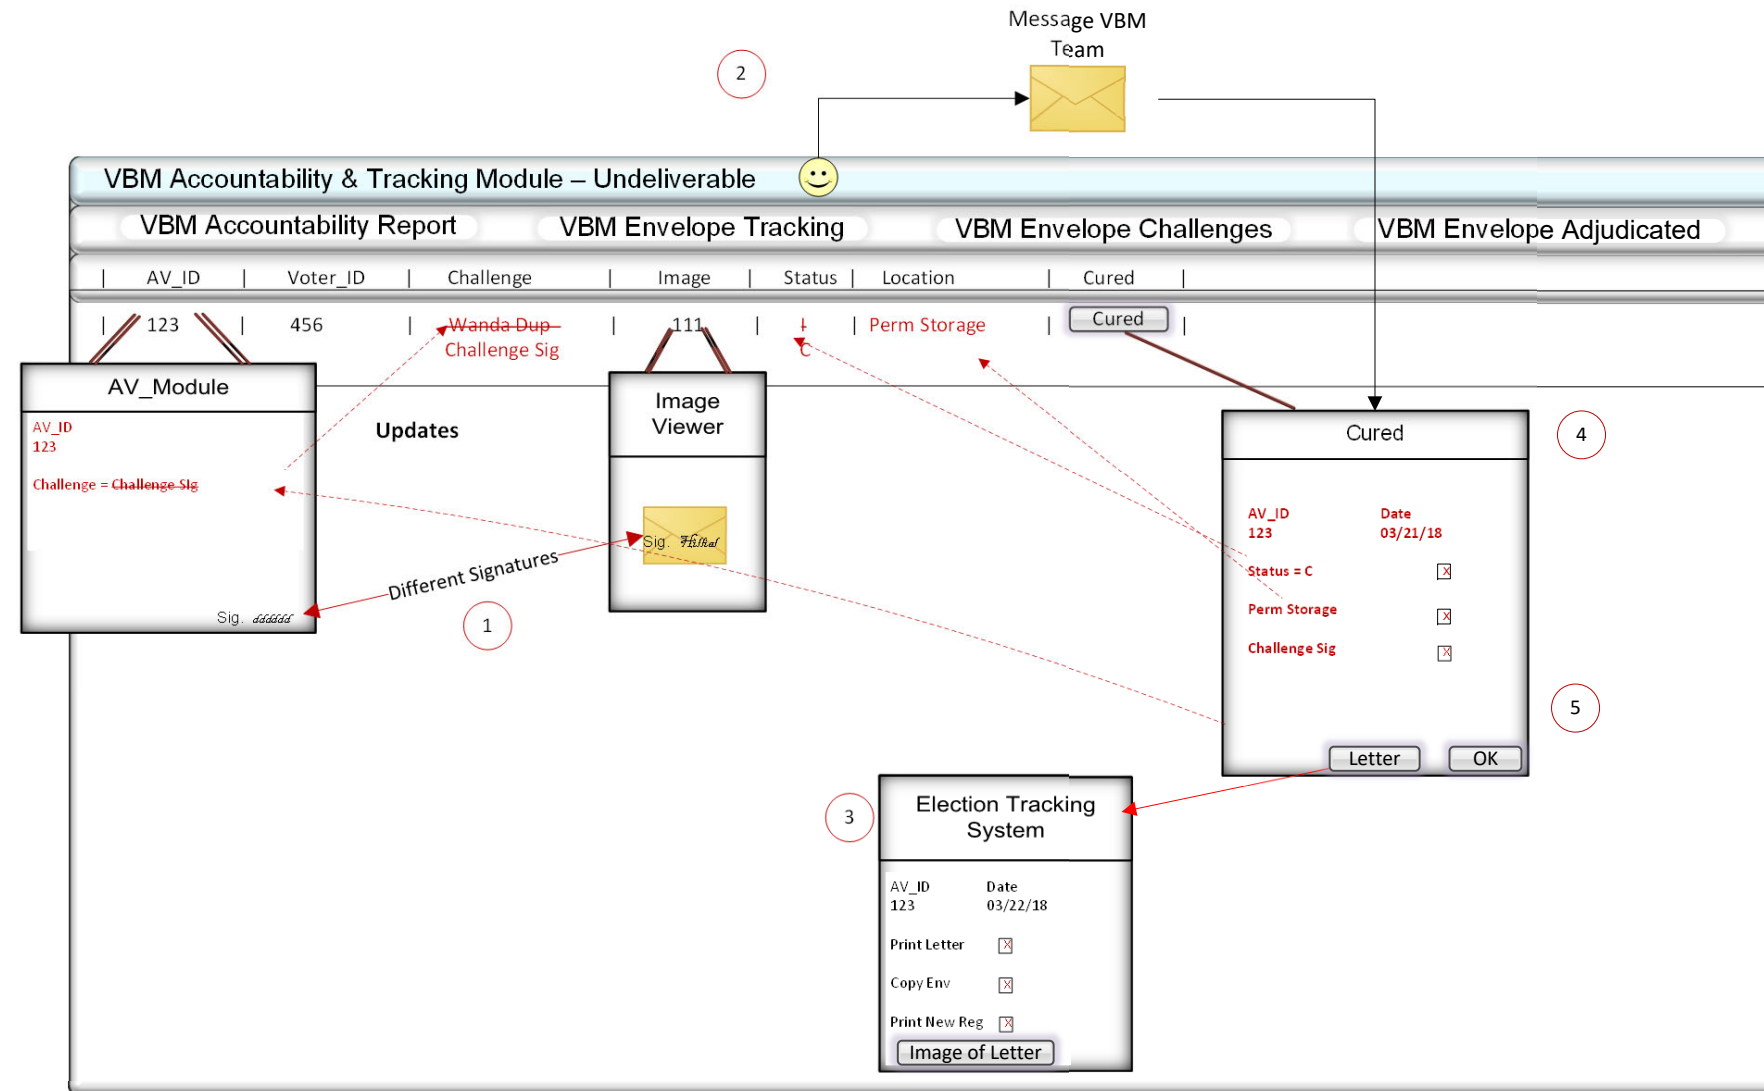 Message VBM
Team
2
VBM Accountability & Tracking Module – Undeliverable
VBM Accountability Report VBM Envelope Tracking VBM Envelope Challenges VBM Envelope Adjudicated
| AV_ID | Voter_ID | Challenge | Image | Status | Location | Cured |
| 123 | 456 | Wanda Dup | 111 | I | Perm Storage | Cured |
Challenge Sig C
AV_Module
AV_ID
123
Challenge = Challenge SIg
Sig. dddddd
Updates
Image
Viewer
Sig.
Different Signatures
1
Cured
4
AV_ID Date
123 03/21/18
Status = C X
Perm Storage X
Challenge Sig X
5
Letter OK
3
Election Tracking
System
AV_ID Date
123 03/22/18
Print Letter X
Copy Env X
Print New Reg X
Image of Letter